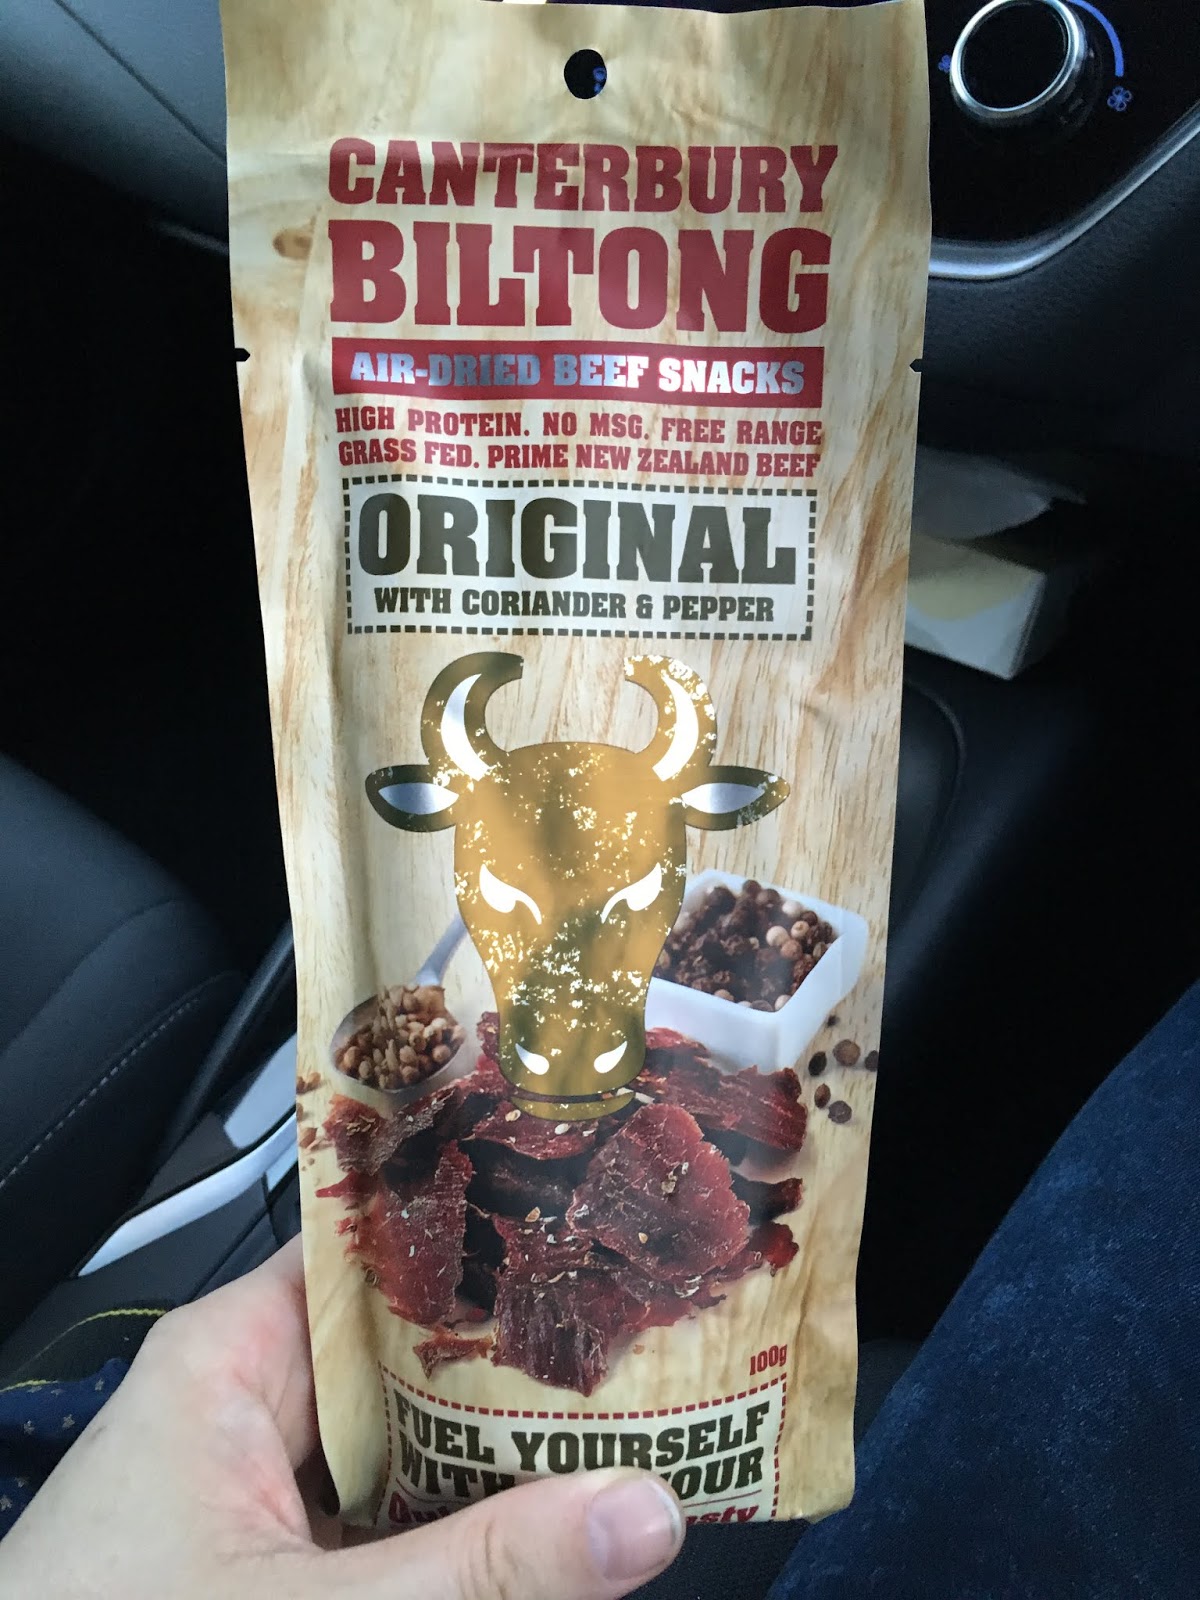 CANTERBURY
BILTONG
AIR-DRIED BEEF SNACKS
HIGH PROTEIN. NO MSG. FREE RANGE
GRASS FED. PRIME NEW ZEALAND BEEF
ORIGINAL
WITH CORIANDER & PEPPER
100g
FUEL YOURSELF
WITH